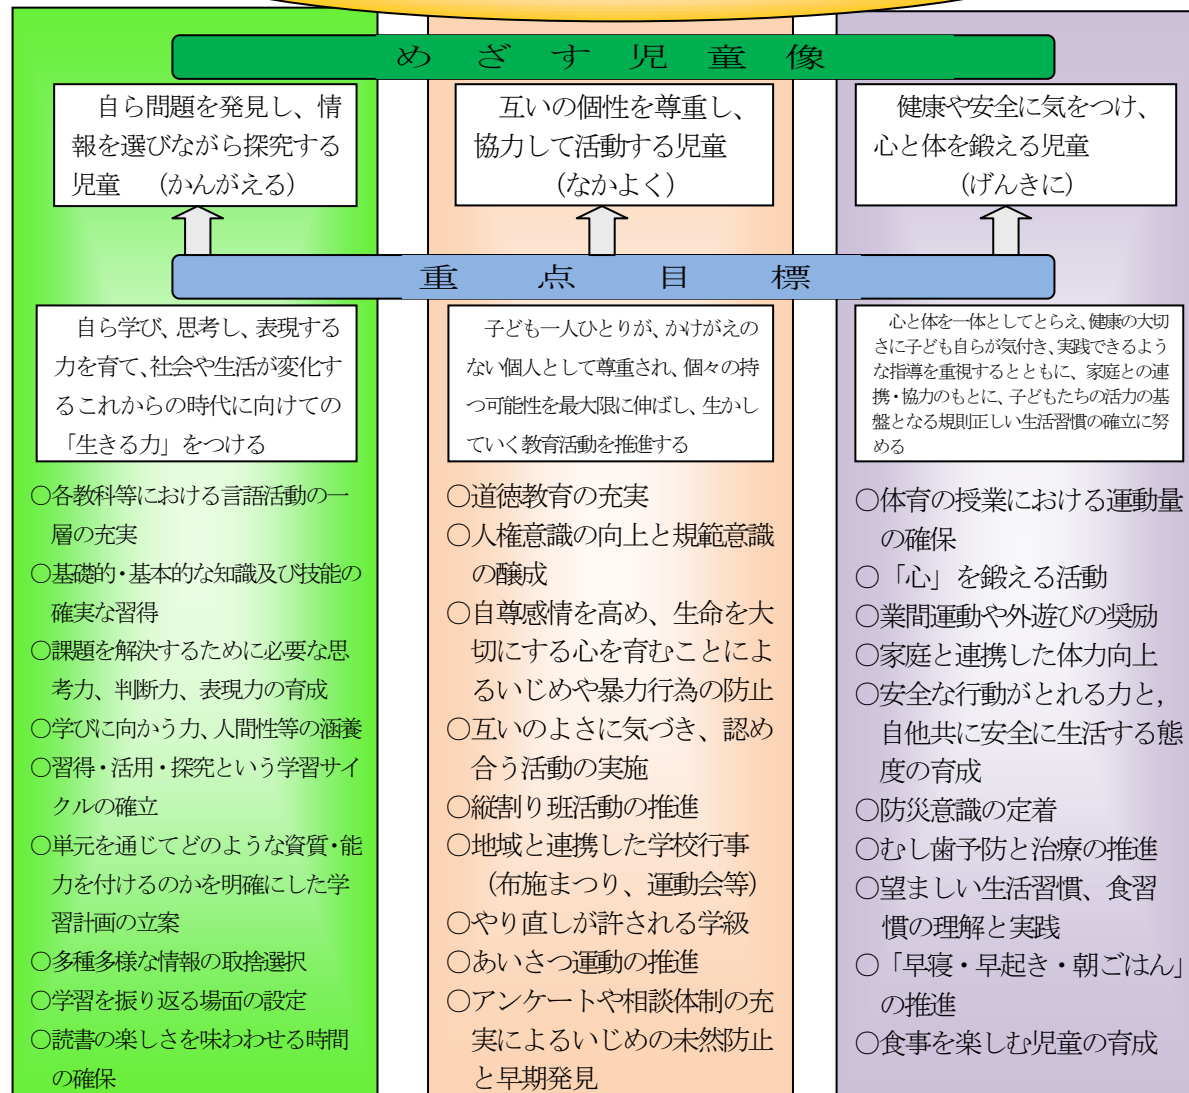 めざす児童像
自ら問題を発見し、情
報を選びながら探究する
児童　（かんがえる）
互いの個性を尊重し、
協力して活動する児童
（なかよく）
健康や安全に気をつけ、
心と体を鍛える児童
（げんきに）
重点目標
自ら学び、思考し、表現する
力を育て、社会や生活が変化す
るこれからの時代に向けての
「生きる力」をつける
○各教科等における言語活動の一
層の充実
○基礎的・基本的な知識及び技能の
確実な習得
○課題を解決するために必要な思
考力、判断力、表現力の育成
○学びに向かう力、人間性等の涵養
○習得・活用・探究という学習サイ
クルの確立
○単元を通じてどのような資質・能
力を付けるのかを明確にした学
習計画の立案
○多種多様な情報の取捨選択
○学習を振り返る場面の設定
○読書の楽しさを味わわせる時間
の確保
子ども一人ひとりが、かけがえの
ない個人として尊重され、個々の持
つ可能性を最大限に伸ばし、生かし
ていく教育活動を推進する
○道徳教育の充実
○人権意識の向上と規範意識
の醸成
○自尊感情を高め、生命を大
切にする心を育むことによ
るいじめや暴力行為の防止
○互いのよさに気づき、認め
合う活動の実施
○縦割り班活動の推進
○地域と連携した学校行事
（布施まつり、運動会等）
○やり直しが許される学級
○あいさつ運動の推進
○アンケートや相談体制の充
実によるいじめの未然防止
と早期発見
心と体を一体としてとらえ、健康の大切
さに子ども自らが気付き、実践できるよう
な指導を重視するとともに、家庭との連
携・協力のもとに、子どもたちの活力の基
盤となる規則正しい生活習慣の確立に努
める
○体育の授業における運動量
の確保
○「心」を鍛える活動
○業間運動や外遊びの奨励
○家庭と連携した体力向上
○安全な行動がとれる力と，
自他共に安全に生活する態
度の育成
○防災意識の定着
○むし歯予防と治療の推進
○望ましい生活習慣、食習
慣の理解と実践
○「早寝・早起き・朝ごはん」
の推進
○食事を楽しむ児童の育成